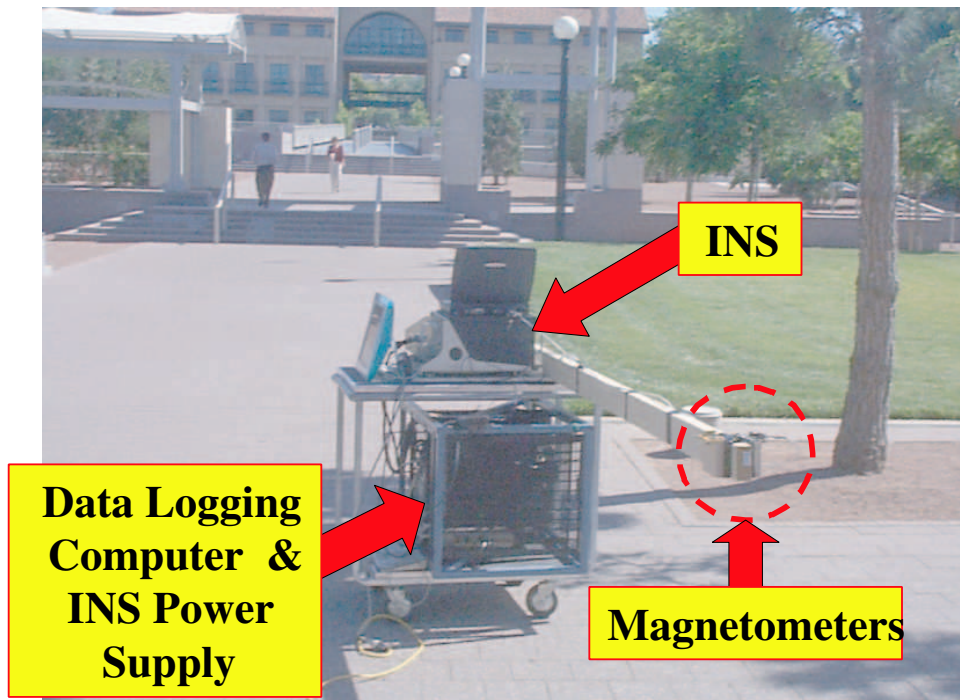 INS
Data Logging
Computer &
INS Power
Supply
Magnetometers